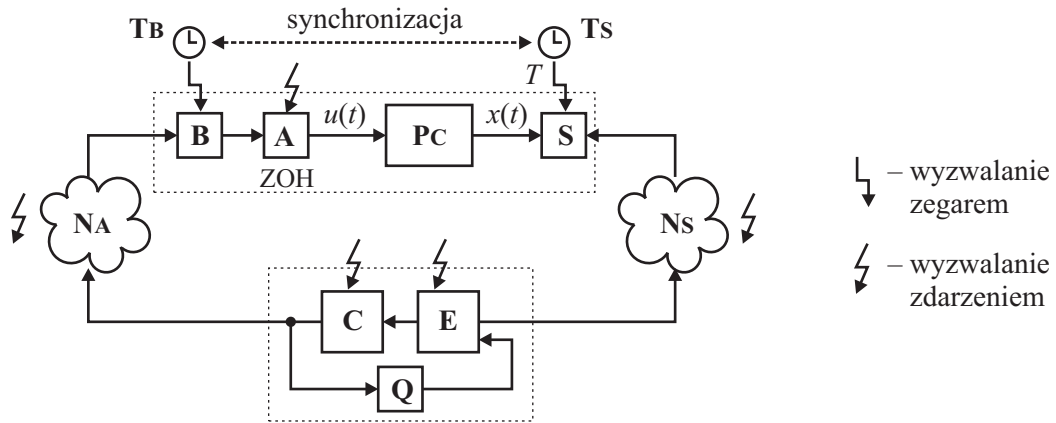 synchronizacja
TB
TS
T
B
A
u(t)
PC
x(t)
S
ZOH
NA
NS
– wyzwalanie
zegarem
– wyzwalanie
zdarzeniem
C
E
Q